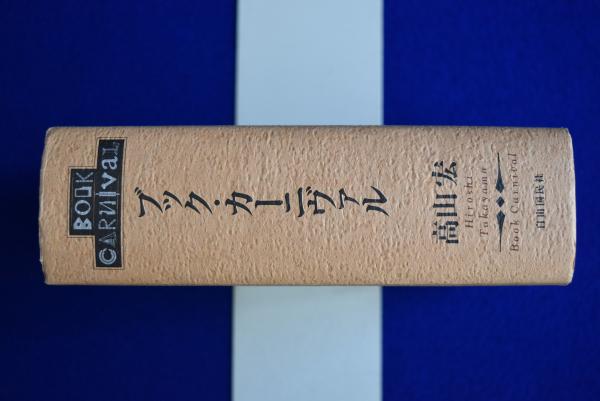 BOOK
CARNIVAL
ブック・カーニヴァル
高山 宏
Hiroshi
Takayama
Book Carnival
自由国民社